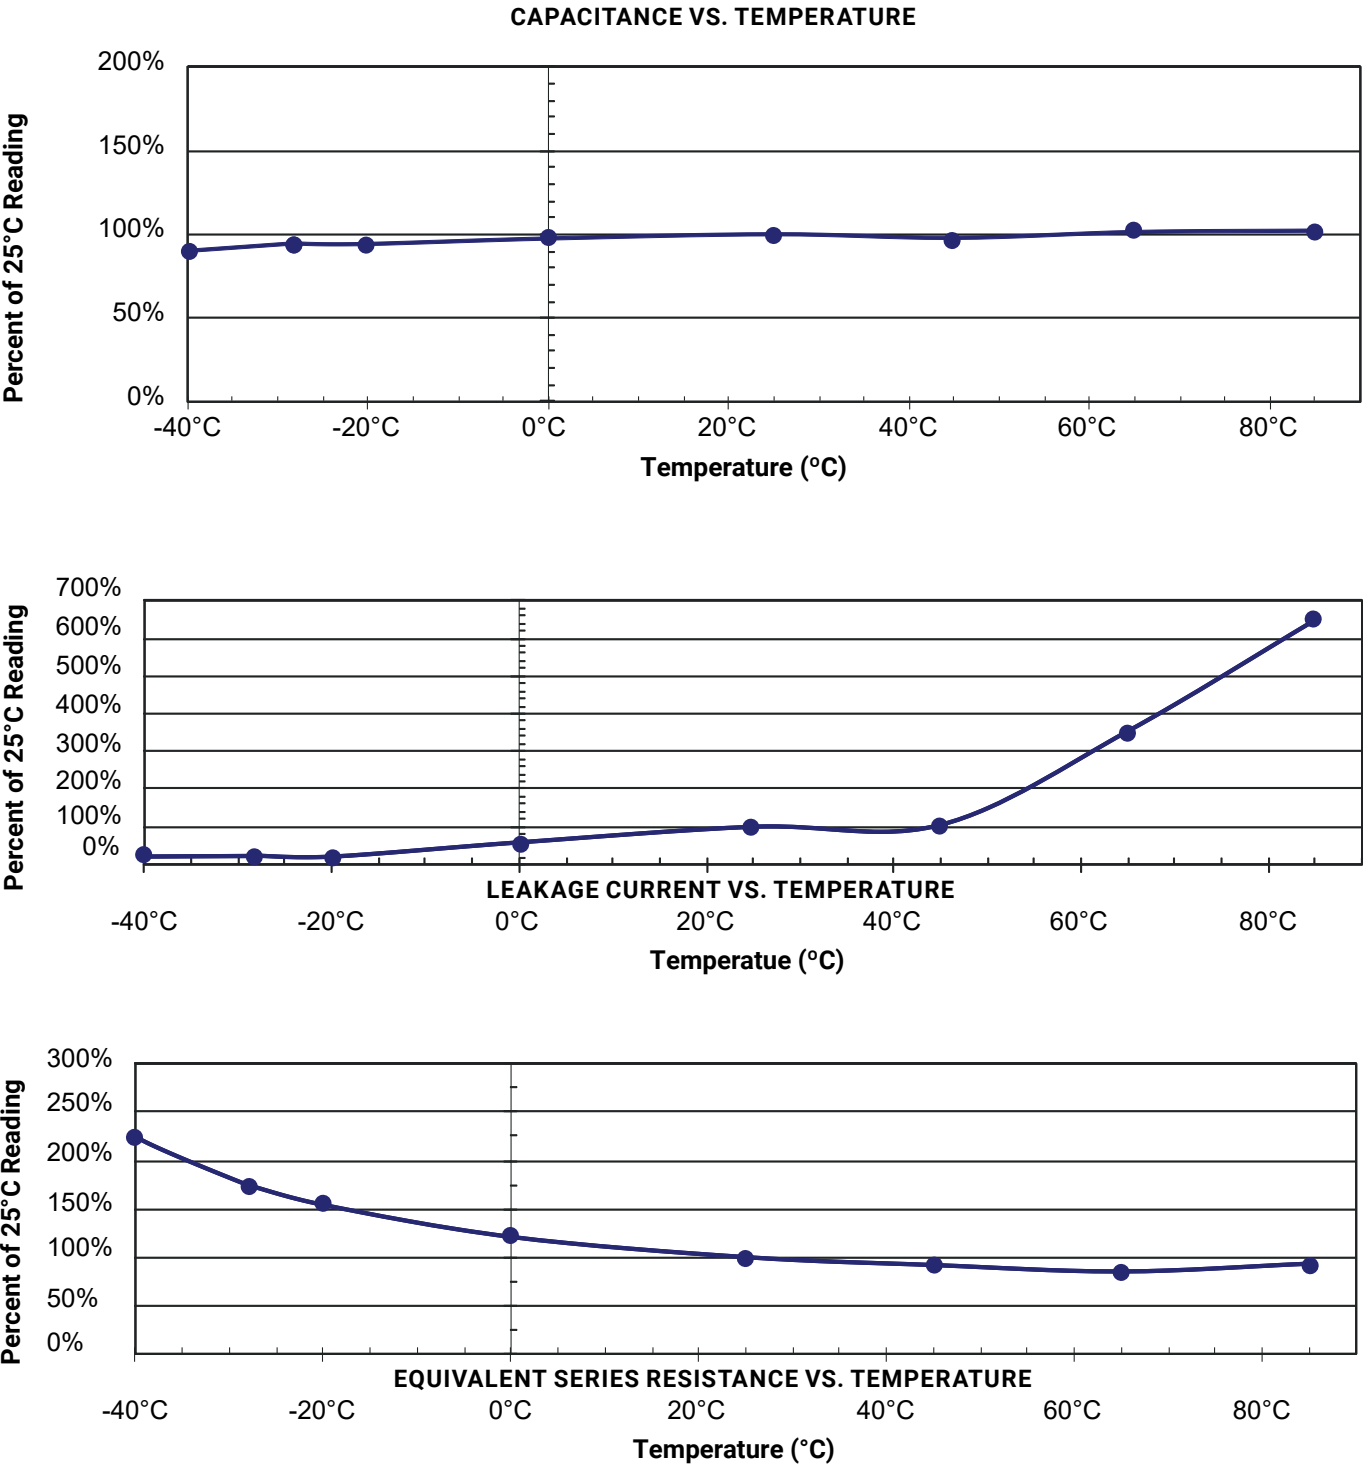 CAPACITANCE VS. TEMPERATURE
Percent of 25°C Reading
200%
150%
100%
50%
0%
-40°C -20°C 0°C 20°C 40°C 60°C 80°C
Temperature (ºC)
Percent of 25°C Reading
700%
600%
500%
400%
300%
200%
100%
0%
LEAKAGE CURRENT VS. TEMPERATURE
-40°C -20°C 0°C 20°C 40°C 60°C 80°C
Temperatue (ºC)
Percent of 25°C Reading
300%
250%
200%
150%
100%
50%
0%
EQUIVALENT SERIES RESISTANCE VS. TEMPERATURE
-40°C -20°C 0°C 20°C 40°C 60°C 80°C
Temperature (°C)